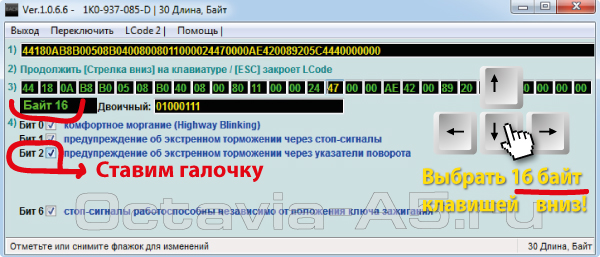 Ver.1.0.6.6 - 1K0-937-085-D | 30 Длина, Байт
Выход Переключить LCode 2 | Помощь |
1) 44180AB8B00508B04008008011000024470000AE420089205C4440000000
2) Продолжить [Стрелка вниз] на клавиатуре / [ESC] закроет LCode
3) 44 18 0A B8 B0 05 08 B0 40 08 00 80 11 00 00 24 47 00 00 AE 42 00 89 20
Байт 16 Двоичный: 01000111
4) Бит 0 комфортное моргание (Highway Blinking)
Бит 1 предупреждение об экстренном торможении через стоп-сигналы
Бит 2 предупреждение об экстренном торможении через указатели поворота
Ставим галочку
Выбрать 16 байт
клавишей вниз!
Бит 6 стоп-сигналы работоспособны независимо от положения ключа зажигания
Octavia A5.ru
Отметьте или снимите флажок для изменений 30 Длина, Байт